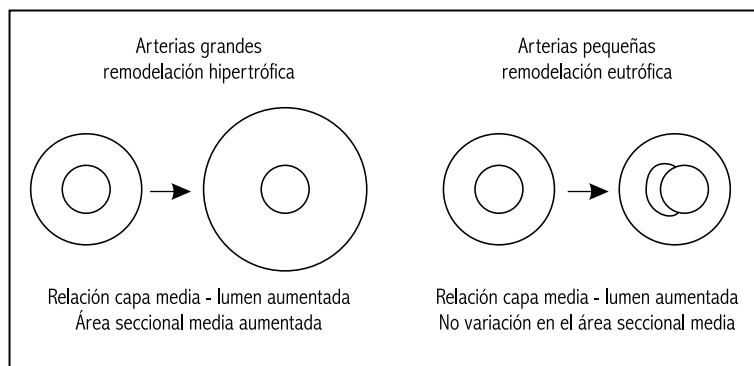 Arterias grandes
remodelación hipertrófica
Relación capa media - lumen aumentada
Área seccional media aumentada
Arterias pequeñas
remodelación eutrófica
Relación capa media - lumen aumentada
No variación en el área seccional media